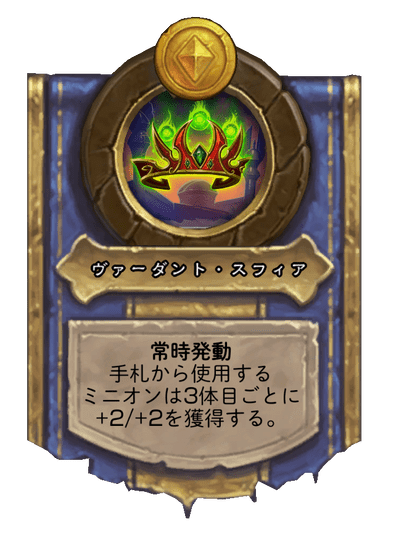 ヴァーダント・スフィア
常時発動
手札から使用する
ミニオンは3体目ごとに
+2/+2を獲得する。